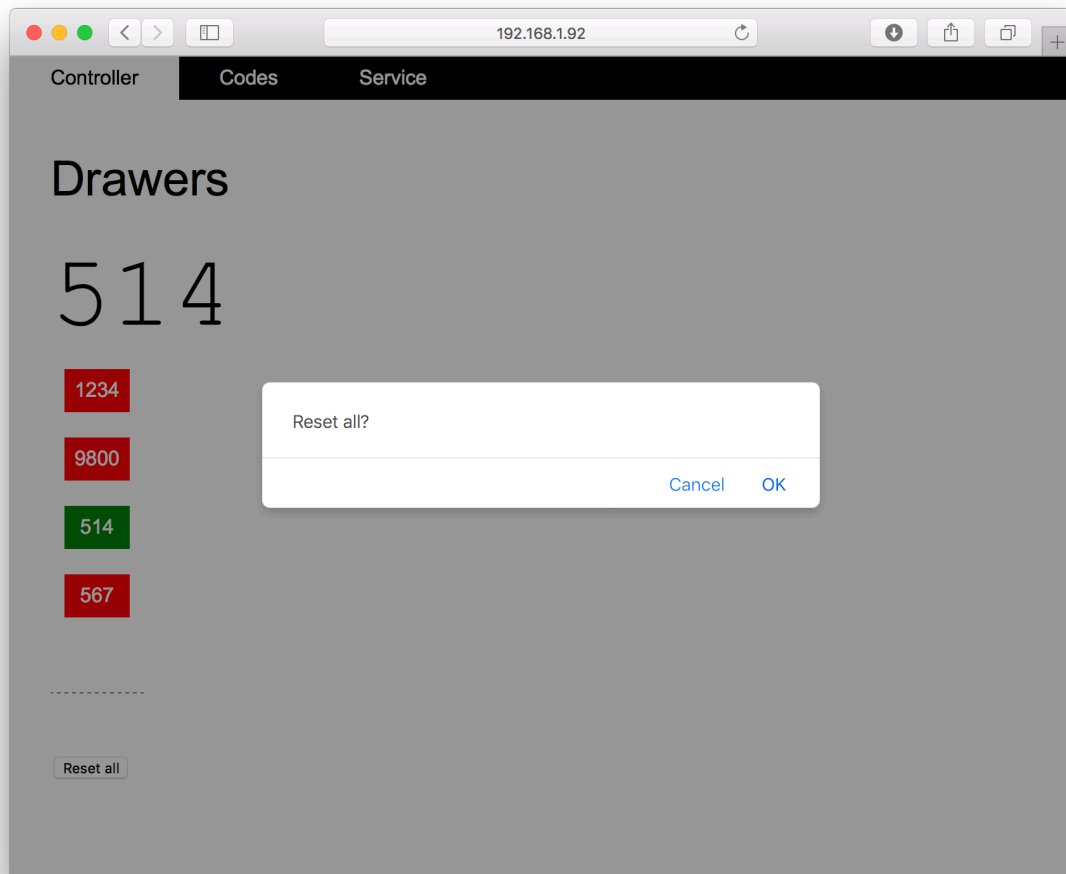 192.168.1.92
Controller Codes Service
Drawers
514
1234
9800
514
567
Reset all?
Cancel OK
Reset all